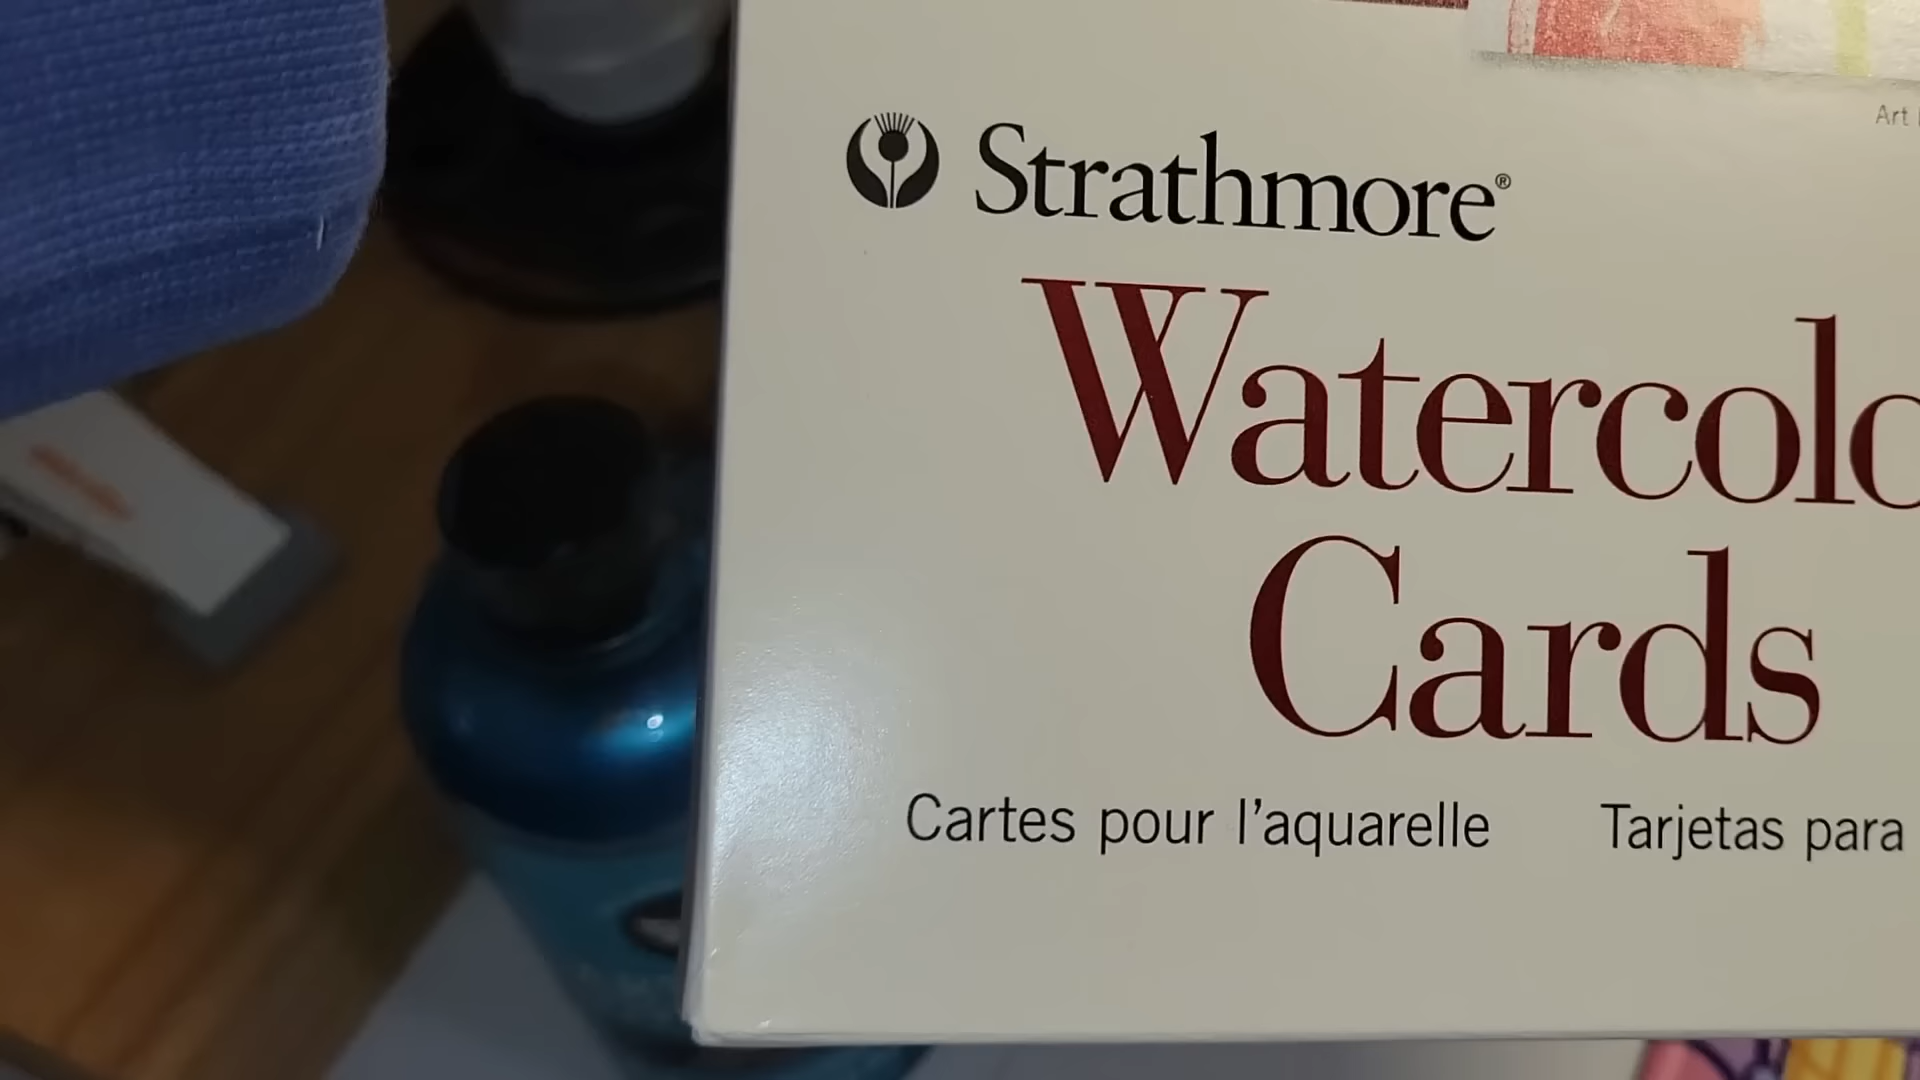 Art
Strathmore®
Watercolo
Cards
Cartes pour l'aquarelle
Tarjetas para